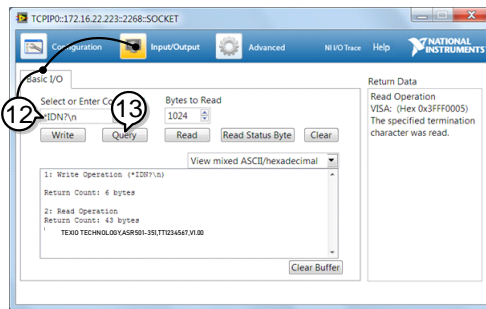 TCPIP0::172.16.22.223::2268::SOCKET
Configuration Input/Output Advanced NI I/O Trace Help NATIONAL INSTRUMENTS
Basic I/O
Return Data
12
Select or Enter Co
13
Bytes to Read
*IDN?\n
1024
Write Query Read Read Status Byte Clear
View mixed ASCII/hexadecimal
1: Write Operation (*IDN?\n)
Return Count: 6 bytes
2: Read Operation
Return Count: 43 bytes
TEXIO TECHNOLOGY,ASR501-351,TT1234567,V1.00
Clear Buffer
Read Operation
VISA: (Hex 0x3FFF0005)
The specified termination
character was read.